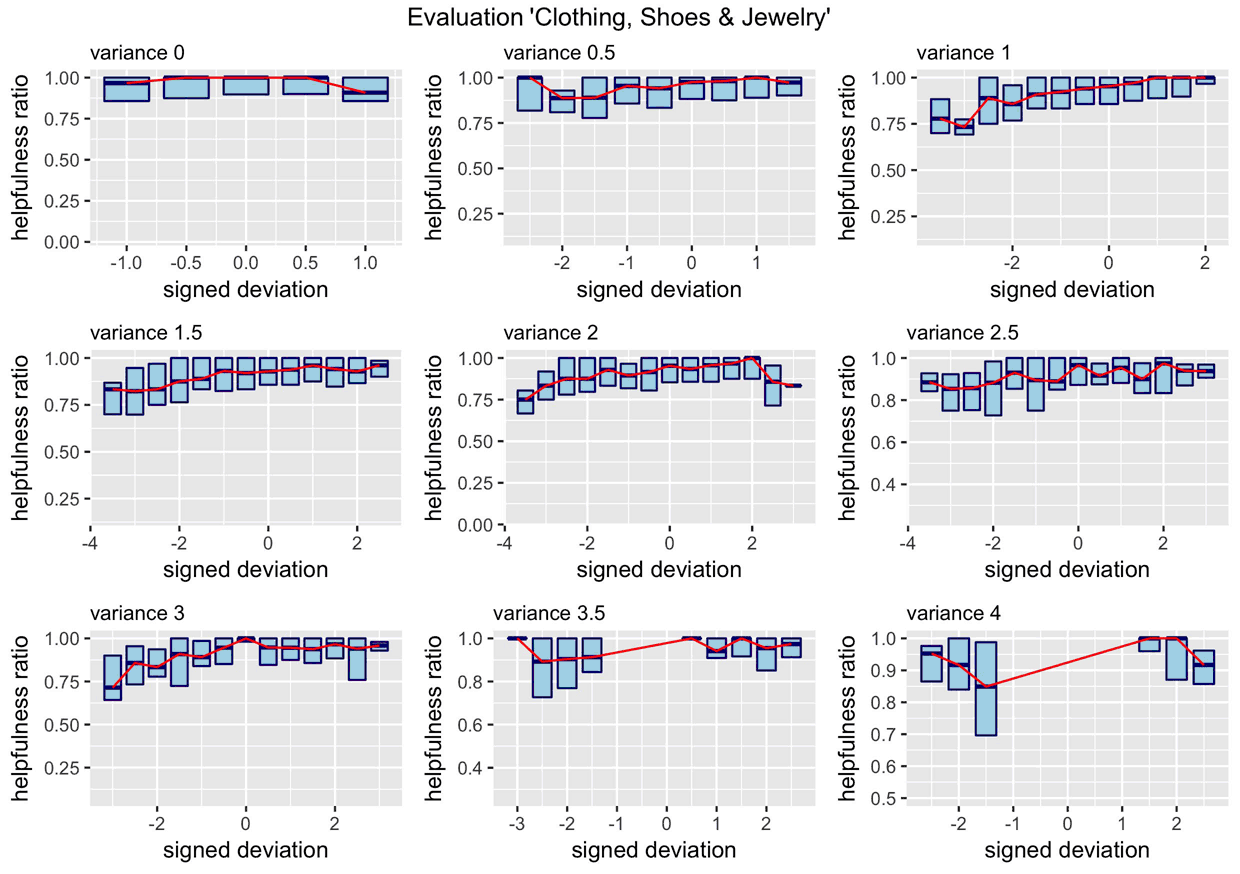 Evaluation 'Clothing, Shoes & Jewelry'
variance 0
helpfulness ratio
1.00
0.75
0.50
0.25
0.00
-1.0 -0.5 0.0 0.5 1.0
signed deviation
variance 0.5
helpfulness ratio
1.00
0.75
0.50
0.25
-2 -1 0 1
signed deviation
variance 1
helpfulness ratio
1.00
0.75
0.50
0.25
-2 0 2
signed deviation
variance 1.5
helpfulness ratio
1.00
0.75
0.50
0.25
-4 -2 0 2
signed deviation
variance 2
helpfulness ratio
1.00
0.75
0.50
0.25
0.00
-4 -2 0 2
signed deviation
variance 2.5
helpfulness ratio
1.0
0.8
0.6
0.4
-4 -2 0 2
signed deviation
variance 3
helpfulness ratio
1.00
0.75
0.50
0.25
-2 0 2
signed deviation
variance 3.5
helpfulness ratio
1.0
0.8
0.6
0.4
-3 -2 -1 0 1 2
signed deviation
variance 4
helpfulness ratio
1.0
0.9
0.8
0.7
0.6
0.5
-2 -1 0 1 2
signed deviation